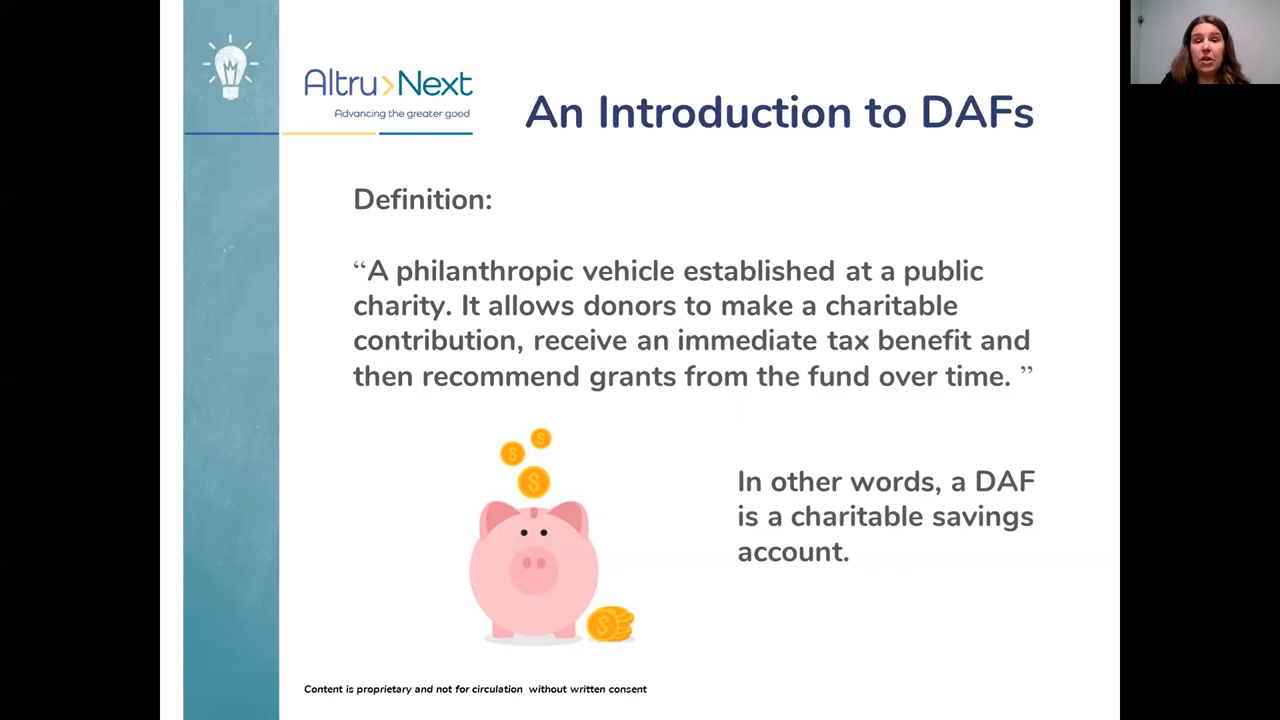 Altru>Next
Advancing the greater good
An Introduction to DAFs
Definition:
“A philanthropic vehicle established at a public
charity. It allows donors to make a charitable
contribution, receive an immediate tax benefit and
then recommend grants from the fund over time. ”
In other words, a DAF
is a charitable savings
account.
Content is proprietary and not for circulation  without written consent